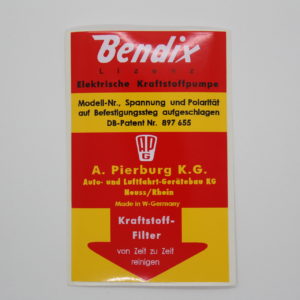 Bendix
Lizenz
Elektrische Kraftstoffpumpe
Modell-Nr., Spannung und Polarität
auf Befestigungssteg aufgeschlagen
DB-Patent Nr. 897 655
APG
A. Pierburg K.G.
Auto- und Luftfahrt-Gerätebau KG
Neuss/Rhein
Made in W-Germany
Kraftstoff-
Filter
von Zeit zu Zeit
reinigen